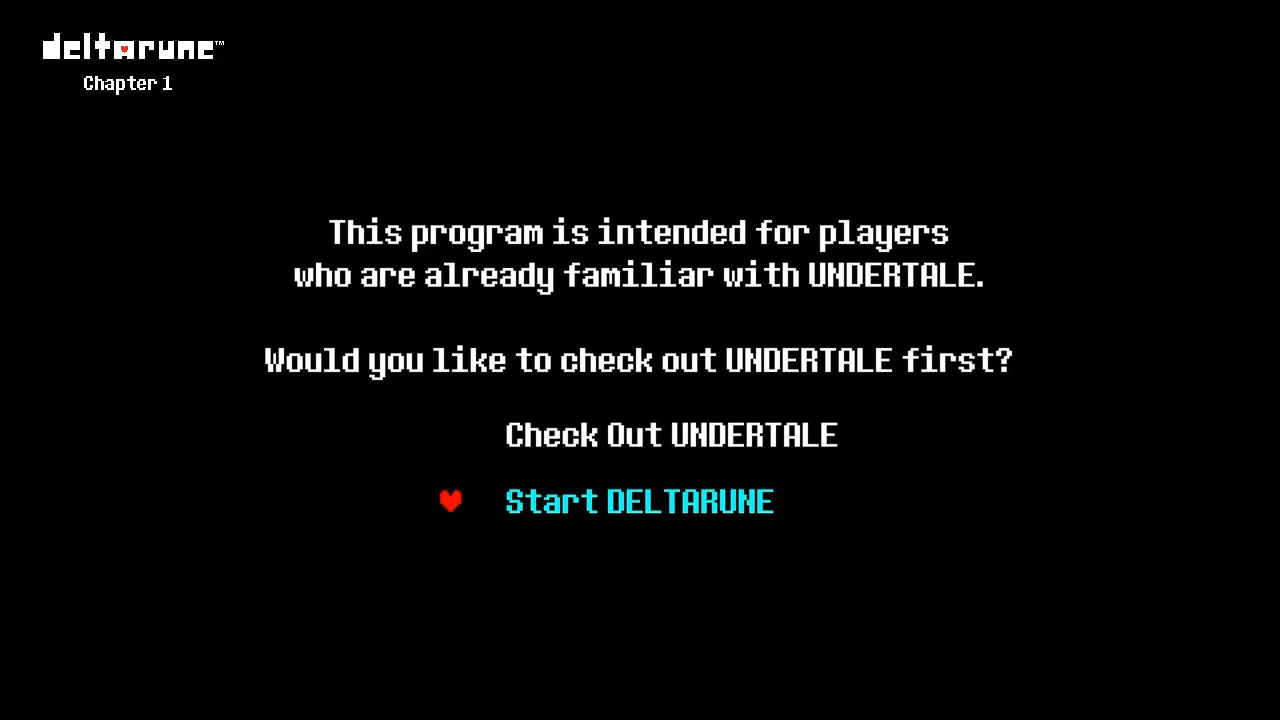 deltarune™
Chapter 1
This program is intended for players
who are already familiar with UNDERTALE.
Would you like to check out UNDERTALE first?
Check Out UNDERTALE
Start DELTARUNE